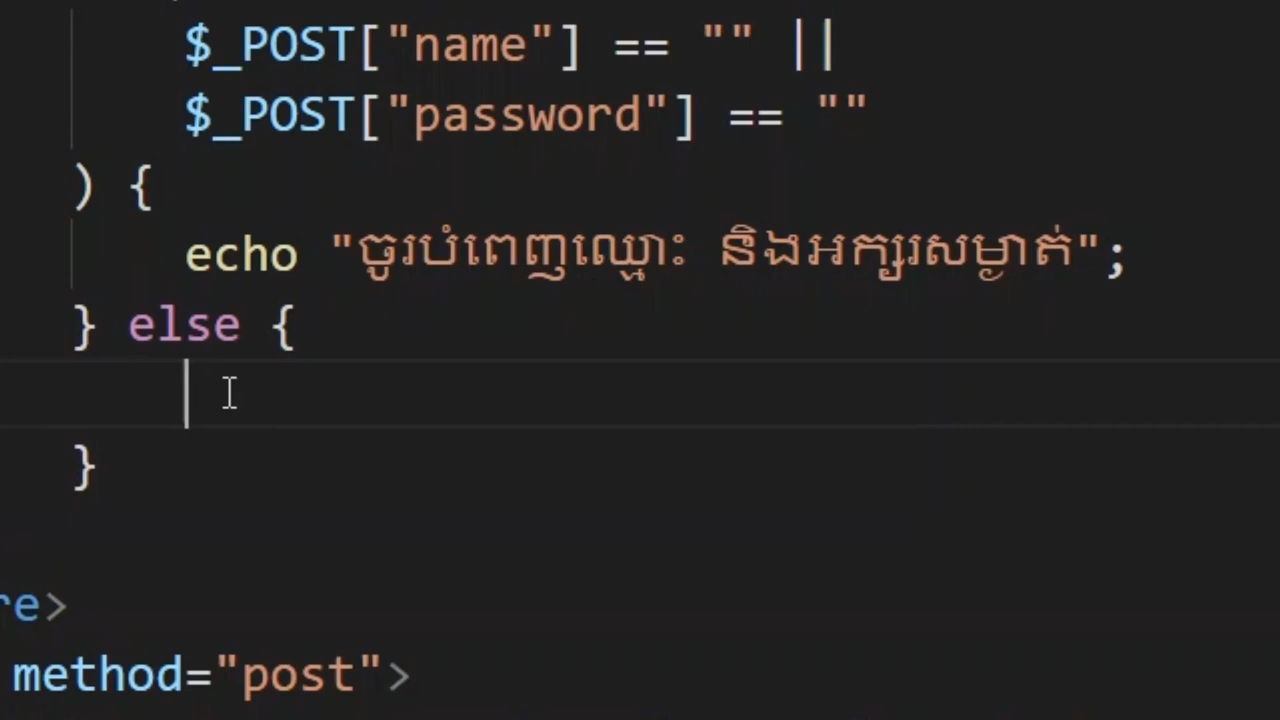 $_POST["name"] == "" ||
$_POST["password"] == ""
) {
echo "ចូរបំពេញឈ្មោះ និងអក្សរសម្ងាត់";
} else {
}
re>
method="post">